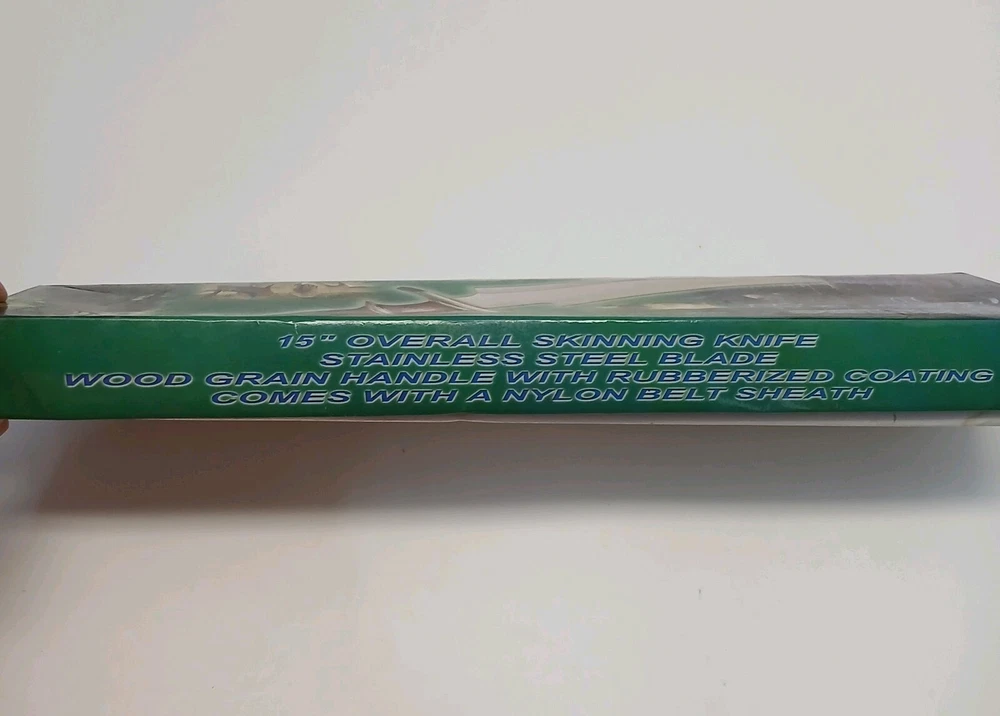 15" OVERALL SKINNING KNIFE
STAINLESS STEEL BLADE
WOOD GRAIN HANDLE WITH RUBBERIZED COATING
COMES WITH A NYLON BELT SHEATH